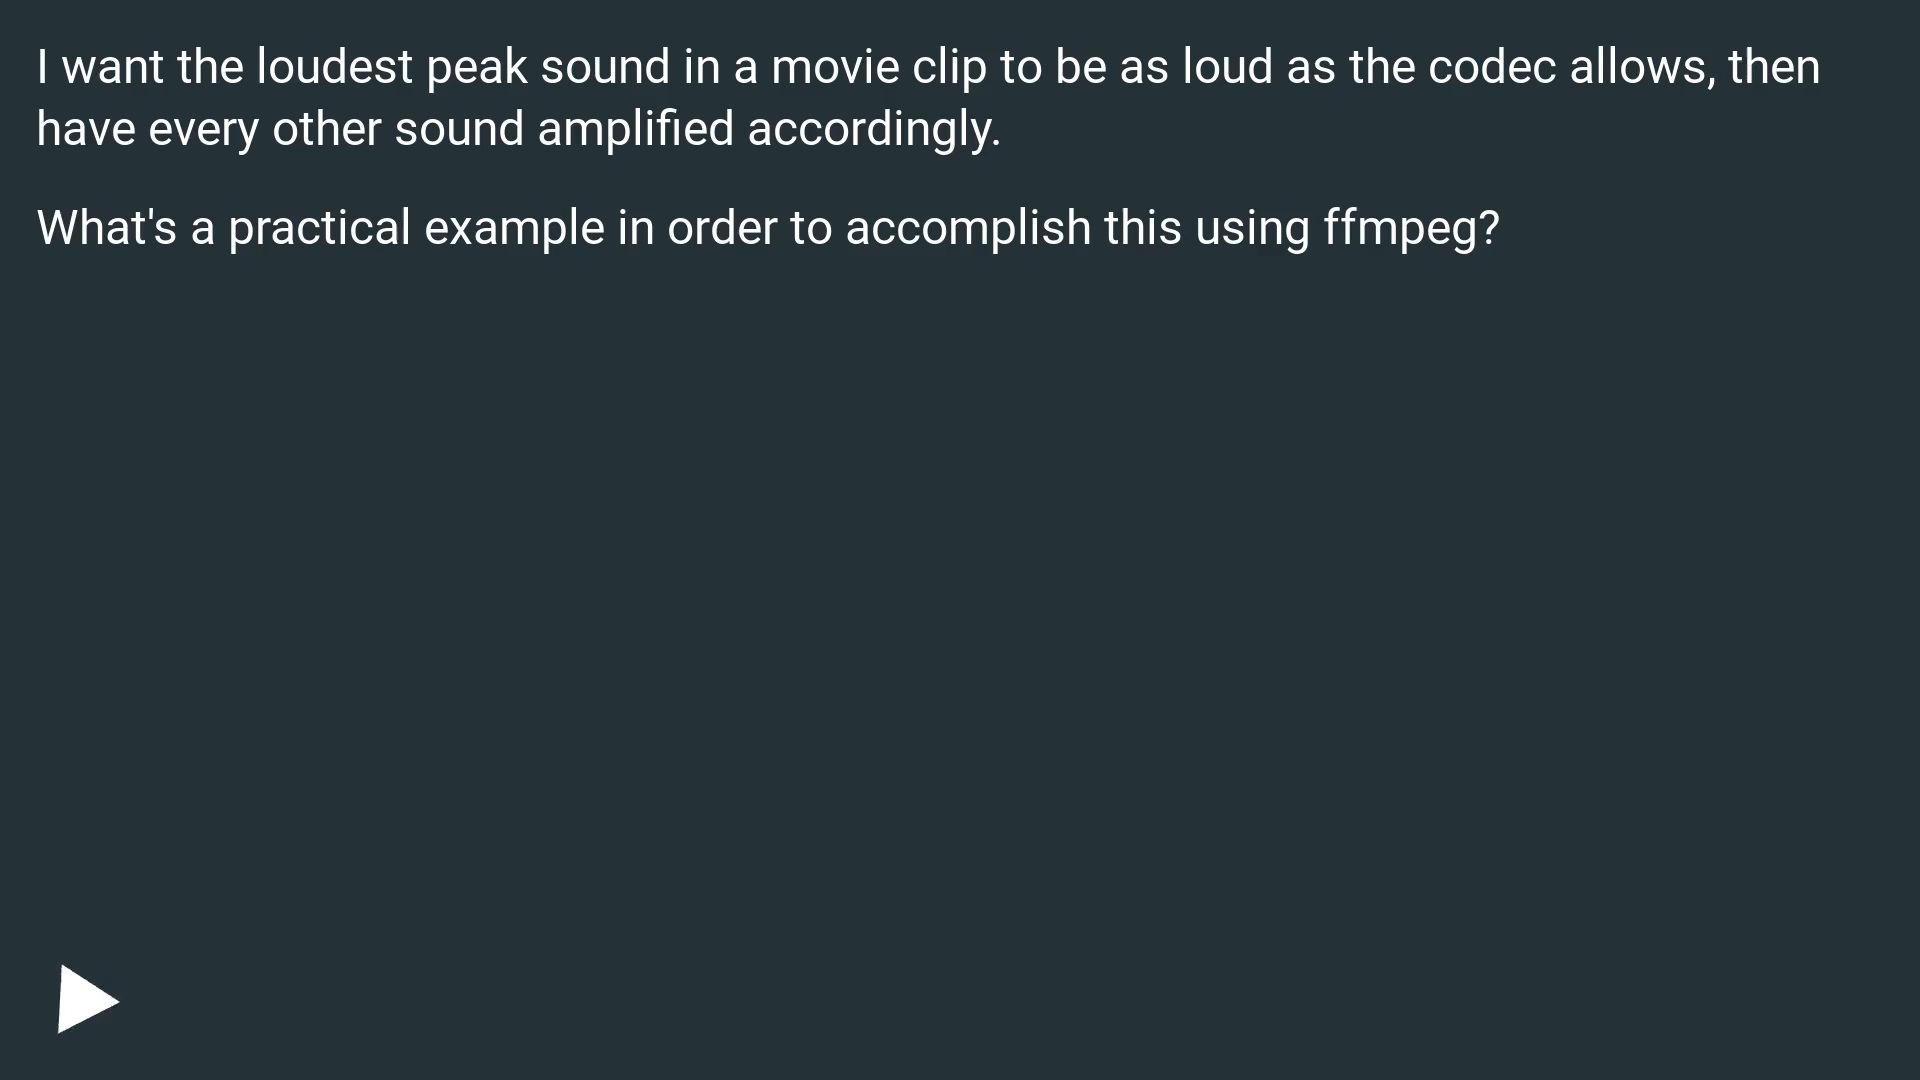 I want the loudest peak sound in a movie clip to be as loud as the codec allows, then
have every other sound amplified accordingly.
What's a practical example in order to accomplish this using ffmpeg?